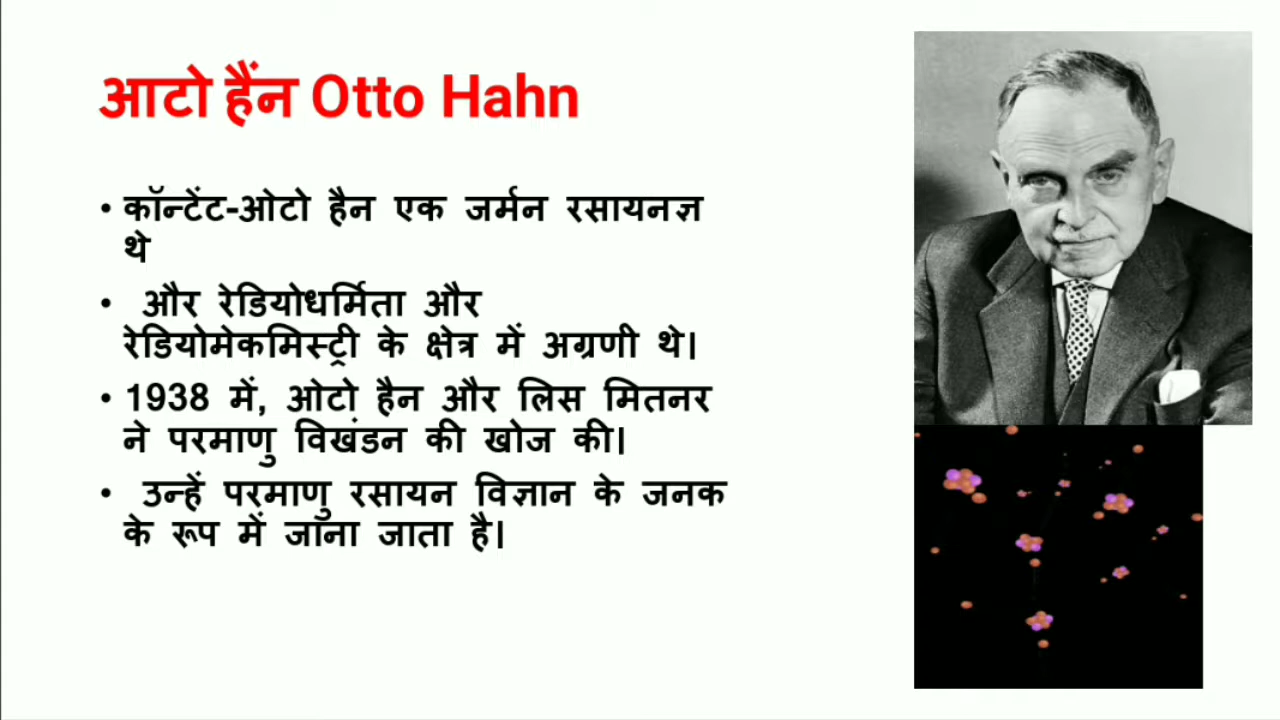 आटो हैंन Otto Hahn
• कॉन्टेंट-ओटो हैन एक जर्मन रसायनज्ञ
थे
• और रेडियोधर्मिता और
रेडियोमेकमिस्ट्री के क्षेत्र में अग्रणी थे।
• 1938 में, ओटो हैन और लिस मितनर
ने परमाणु विखंडन की खोज की।
• उन्हें परमाणु रसायन विज्ञान के जनक
के रूप में जाना जाता है।